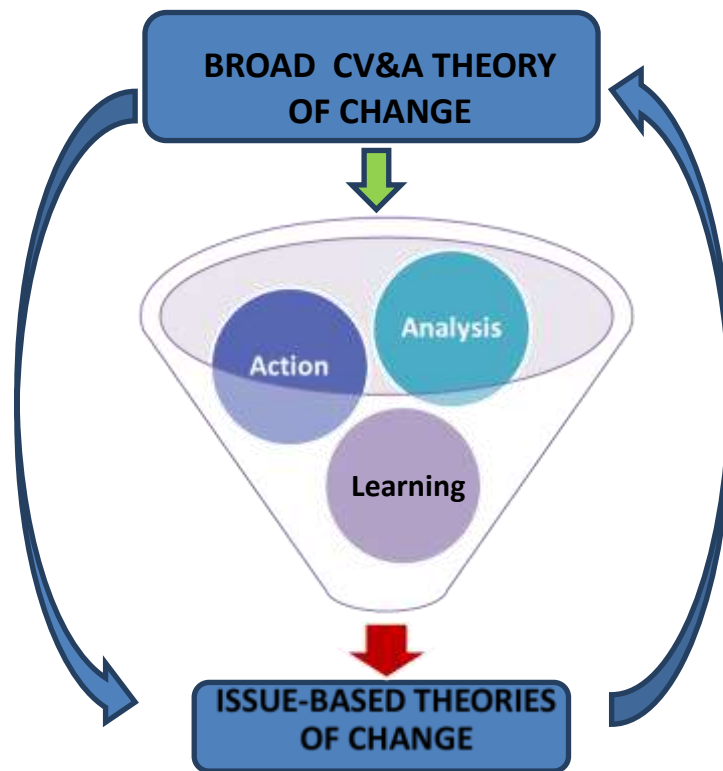 BROAD CV&A THEORY
OF CHANGE
Analysis
Action
Learning
ISSUE-BASED THEORIES
OF CHANGE